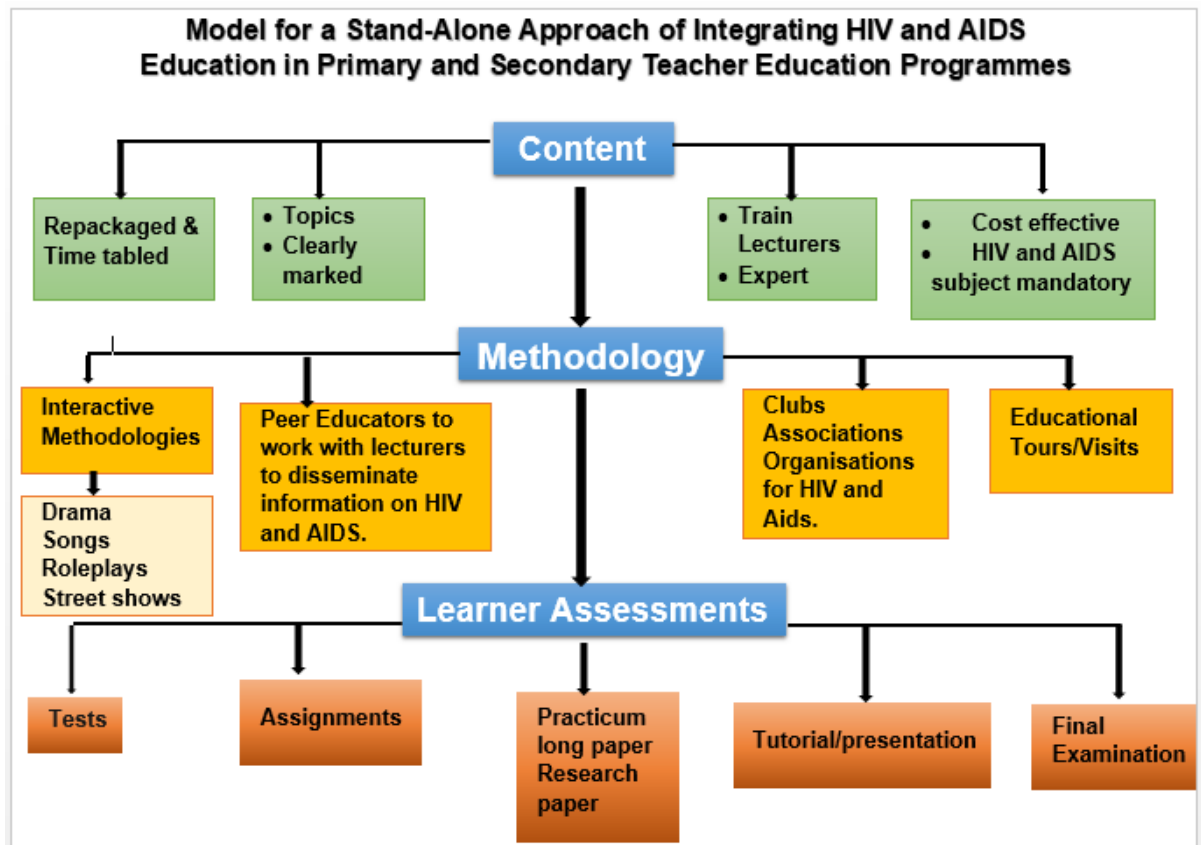 Model for a Stand-Alone Approach of Integrating HIV and AIDS
Education in Primary and Secondary Teacher Education Programmes
Content
Repackaged &
Time tabled
• Topics
• Clearly
marked
• Train
Lecturers
• Expert
• Cost effective
• HIV and AIDS
subject mandatory
Methodology
Interactive
Methodologies
Peer Educators to
work with lecturers
to disseminate
information on HIV
and AIDS.
Clubs
Associations
Organisations
for HIV and
Aids.
Educational
Tours/Visits
Drama
Songs
Roleplays
Street shows
Learner Assessments
Tests
Assignments
Practicum
long paper
Research
paper
Tutorial/presentation
Final
Examination